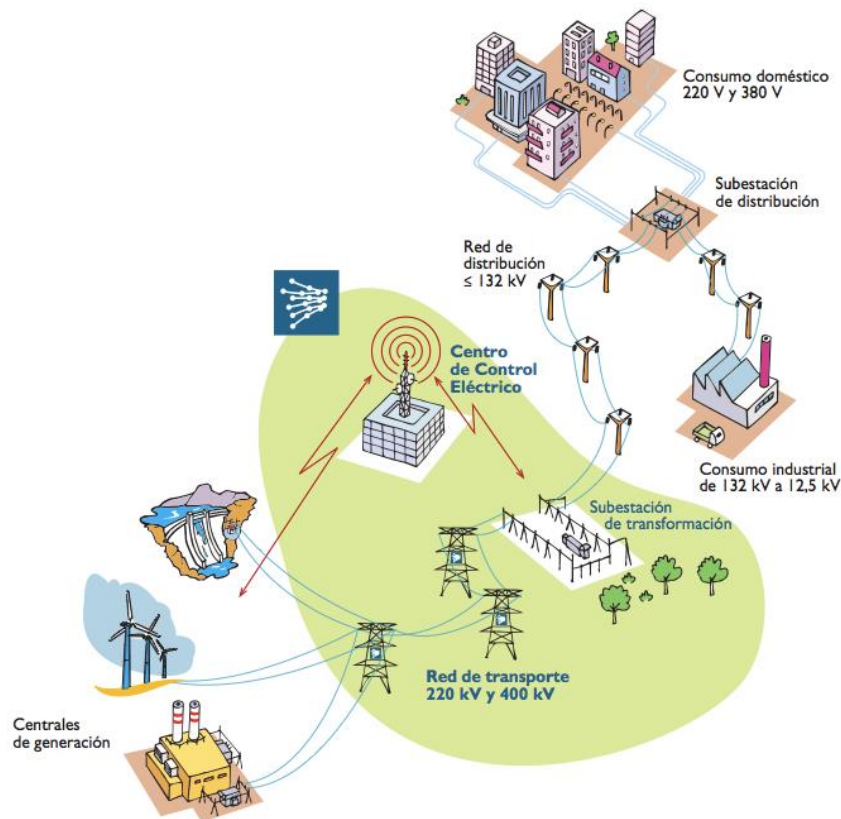 Consumo doméstico
220 V y 380 V
Subestación
de distribución
Red de
distribución
≤ 132 kV
Centro
de Control
Eléctrico
Consumo industrial
de 132 kV a 12,5 kV
Subestación
de transformación
Red de transporte
220 kV y 400 kV
Centrales
de generación